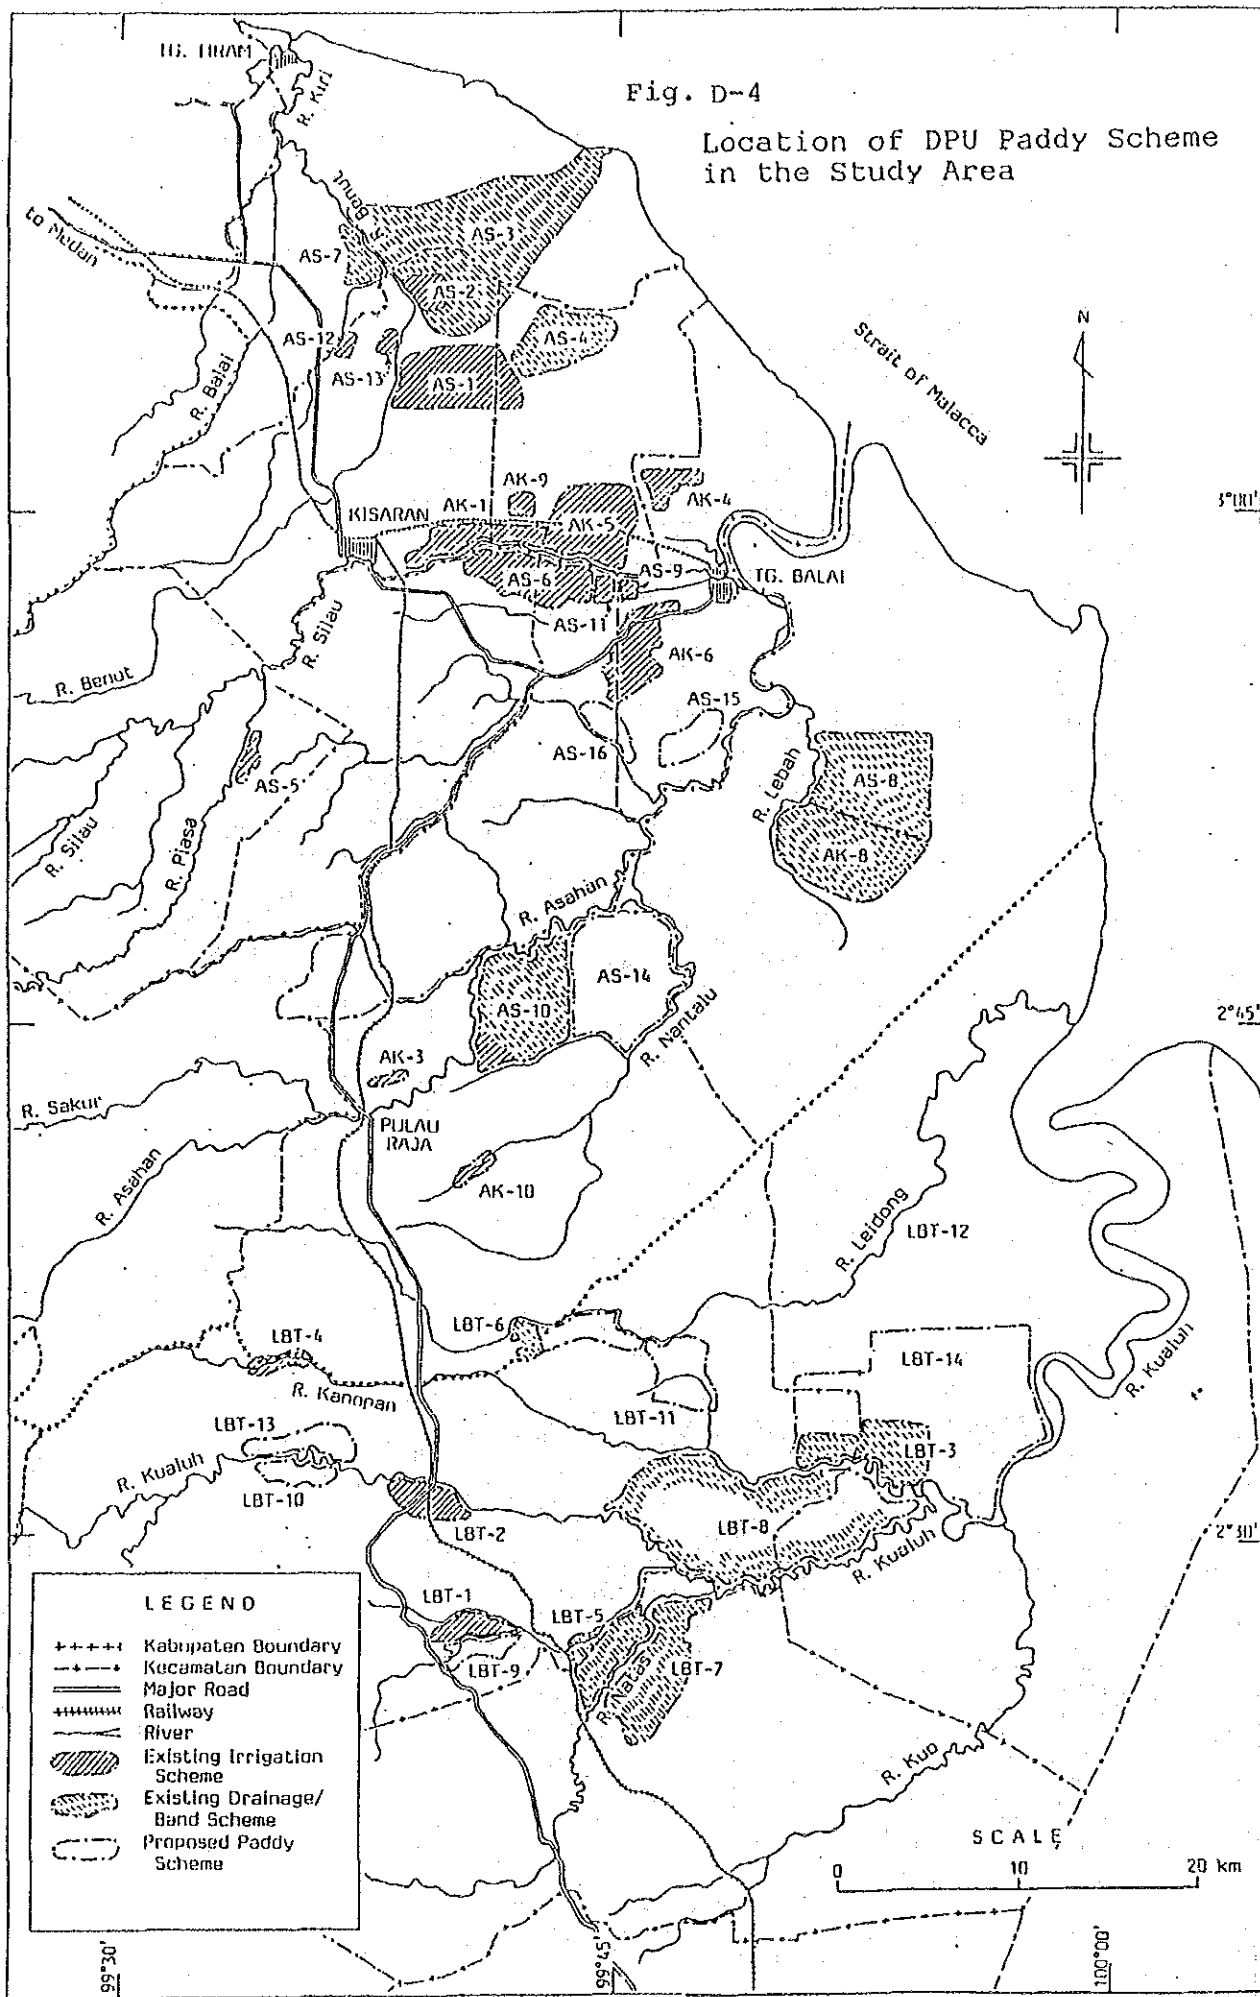 TG. TIRAM
R. Kiri
Fig. D-4
Location of DPU Paddy Scheme
in the Study Area
Benut
to Medan
AS-3
AS-7
AS-2
AS-12
AS-4
AS-13
AS-1
R. Balai
Strait of Malacca
N
AK-9
AK-1
AK-4
3°00'
KISARAN
AK-5
AS-6
AS-9
TG. BALAI
AS-11
R. Silau
AK-6
R. Benut
AS-15
AS-16
AS-5
R. Lebah
AS-8
R. Silau
R. Piasa
AK-8
R. Asahan
AS-14
AS-10
R. Nantalu
2°45'
AK-3
R. Sakur
PULAU
RAJA
R. Asahan
AK-10
R. Leidong
LBT-12
LBT-6
LBT-4
R. Kanopan
LBT-14
R. Kualuh
LBT-11
LBT-13
LBT-3
R. Kualuh
LBT-10
LBT-2
LBT-8
2°30'
R. Kualuh
LBT-1
LBT-5
LBT-9
R. Natas
LBT-7
R. Kuo
LEGEND
Kabupaten Boundary
Kecamatan Boundary
Major Road
Railway
River
Existing Irrigation
Scheme
Existing Drainage/
Band Scheme
Proposed Paddy
Scheme
SCALE
0 10 20 km
99°30'
99°45'
100°00'